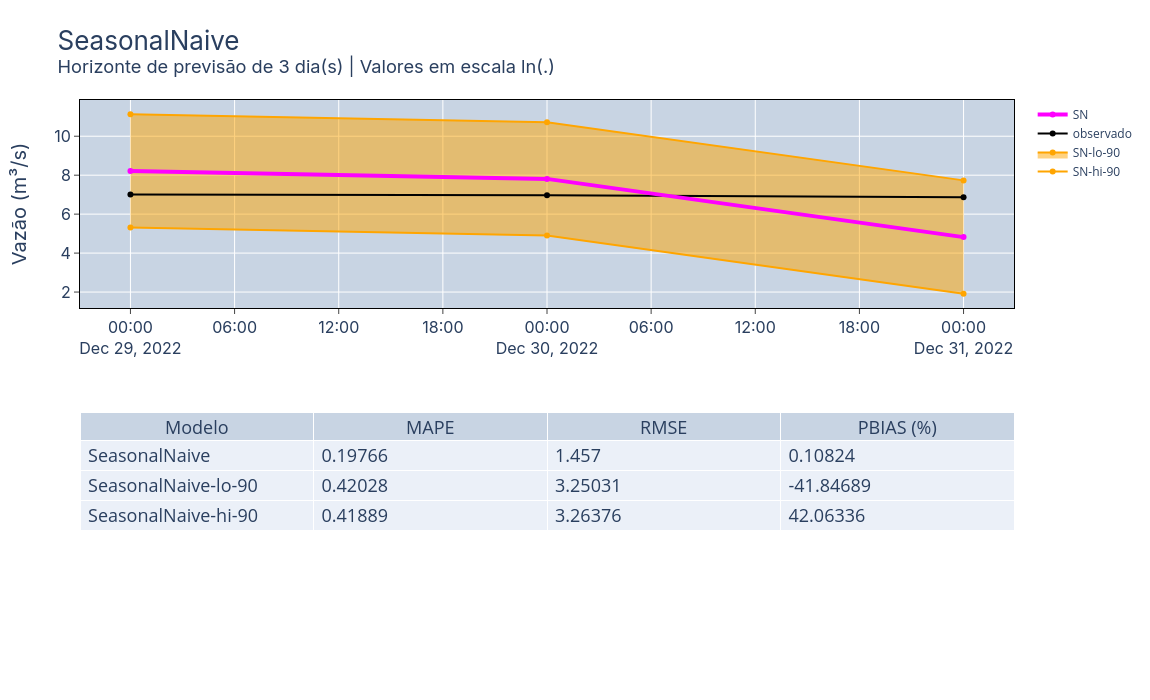 SeasonalNaive
Horizonte de previsão de 3 dia(s) | Valores em escala ln(.)
Vazão (m³/s)
10
8
6
4
2
00:00 06:00 12:00 18:00 00:00 06:00 12:00 18:00 00:00
Dec 29, 2022 Dec 30, 2022 Dec 31, 2022
SN
observado
SN-lo-90
SN-hi-90
Modelo MAPE RMSE PBIAS (%)
SeasonalNaive 0.19766 1.457 0.10824
SeasonalNaive-lo-90 0.42028 3.25031 -41.84689
SeasonalNaive-hi-90 0.41889 3.26376 42.06336